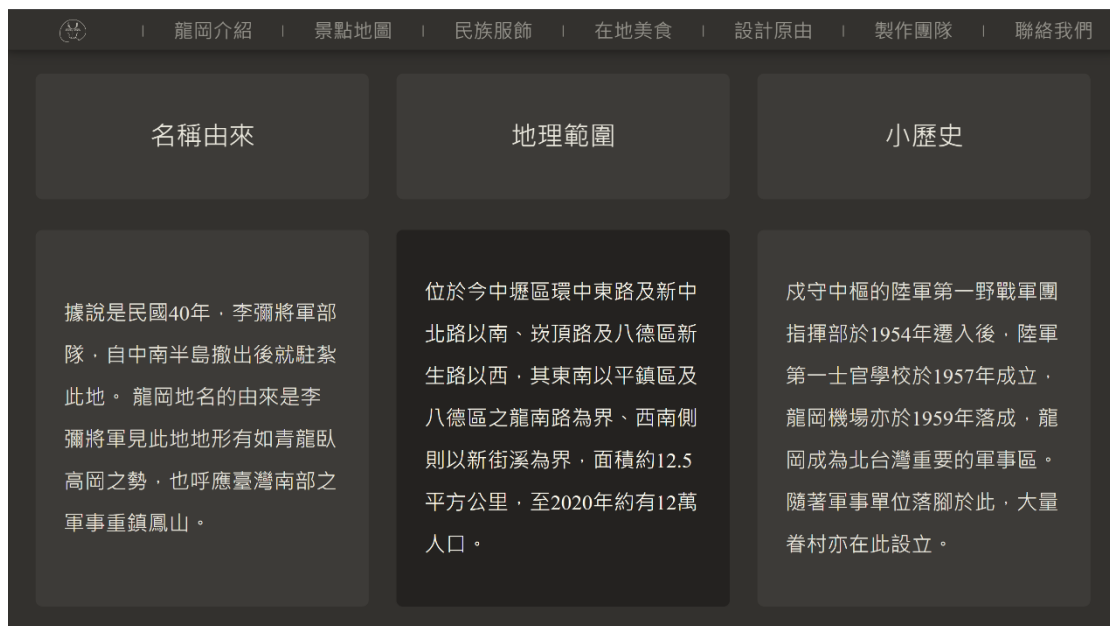 龍岡介紹 | 景點地圖 | 民族服飾 | 在地美食 | 設計原由 | 製作團隊 | 聯絡我們
名稱由來
據說是民國40年，李彌將軍部
隊，自中南半島撤出後就駐紮
此地。 龍岡地名的由來是李
彌將軍見此地地形有如青龍臥
高岡之勢，也呼應臺灣南部之
軍事重鎮鳳山。
地理範圍
位於今中壢區環中東路及新中
北路以南、崁頂路及八德區新
生路以西，其東南以平鎮區及
八德區之龍南路為界、西南側
則以新街溪為界，面積約12.5
平方公里，至2020年約有12萬
人口。
小歷史
戍守中樞的陸軍第一野戰軍團
指揮部於1954年遷入後，陸軍
第一士官學校於1957年成立，
龍岡機場亦於1959年落成，龍
岡成為北台灣重要的軍事區。
隨著軍事單位落腳於此，大量
眷村亦在此設立。